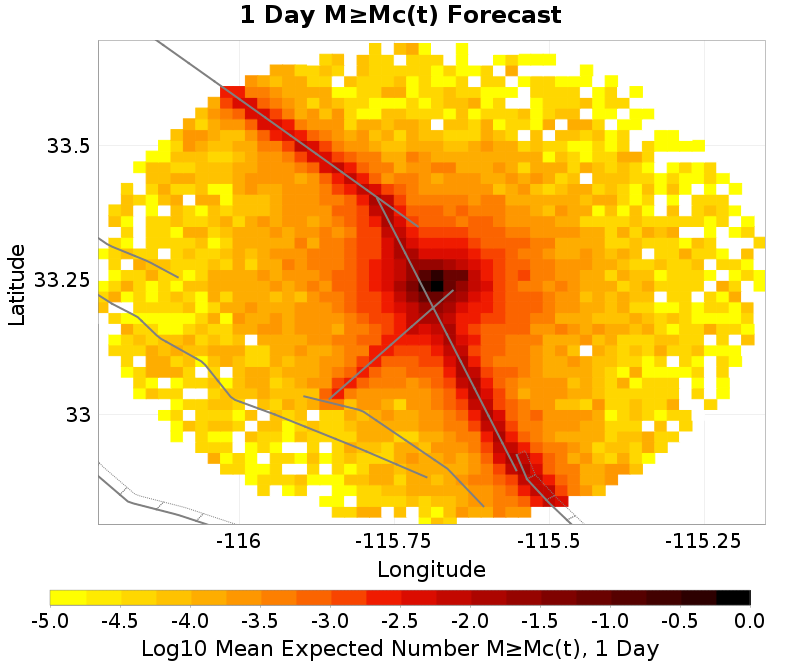 1 Day M≥Mc(t) Forecast
33.5
33.25
33
Latitude
-116 -115.75 -115.5 -115.25
Longitude
-5.0 -4.5 -4.0 -3.5 -3.0 -2.5 -2.0 -1.5 -1.0 -0.5 0.0
Log10 Mean Expected Number M≥Mc(t), 1 Day